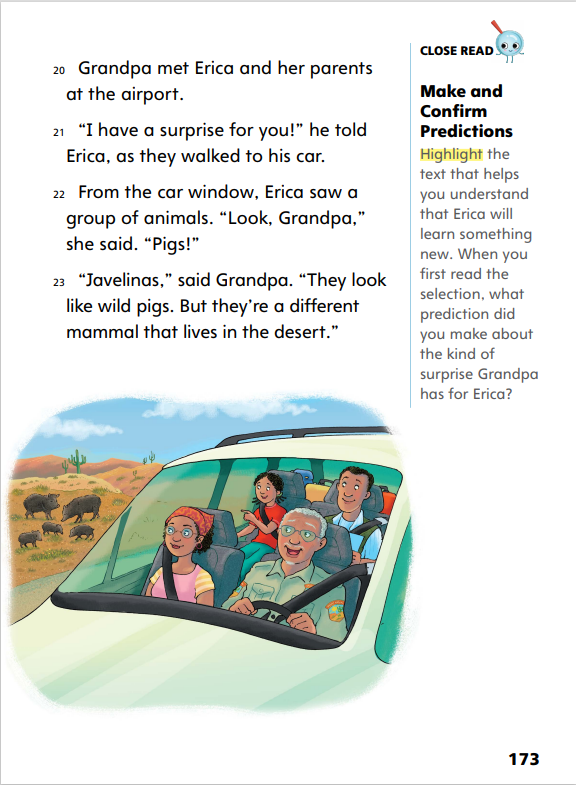 20 Grandpa met Erica and her parents
at the airport.
21 “I have a surprise for you!” he told
Erica, as they walked to his car.
22 From the car window, Erica saw a
group of animals. “Look, Grandpa,”
she said. “Pigs!”
23 “Javelinas,” said Grandpa. “They look
like wild pigs. But they’re a different
mammal that lives in the desert.”
CLOSE READ
Make and
Confirm
Predictions
Highlight the
text that helps
you understand
that Erica will
learn something
new. When you
first read the
selection, what
prediction did
you make about
the kind of
surprise Grandpa
has for Erica?
173